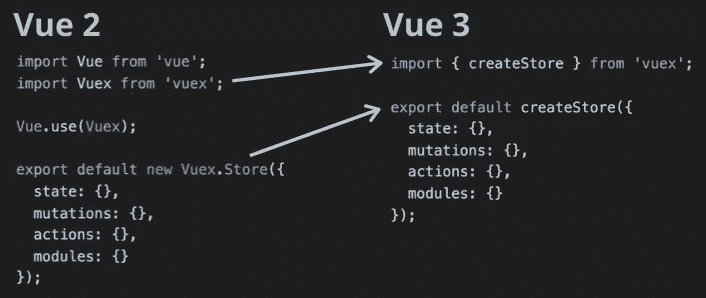 Vue 2
import Vue from 'vue';
import Vuex from 'vuex';
Vue.use(Vuex);
export default new Vuex.Store({
  state: {},
  mutations: {},
  actions: {},
  modules: {}
});
Vue 3
import { createStore } from 'vuex';
export default createStore({
  state: {},
  mutations: {},
  actions: {},
  modules: {}
});